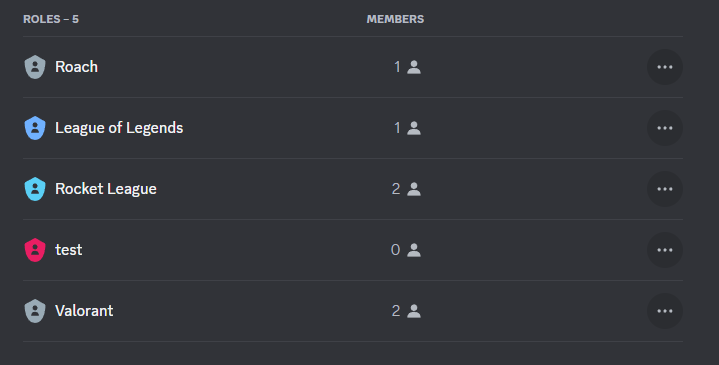 ROLES – 5 MEMBERS
Roach 1
League of Legends 1
Rocket League 2
test 0
Valorant 2